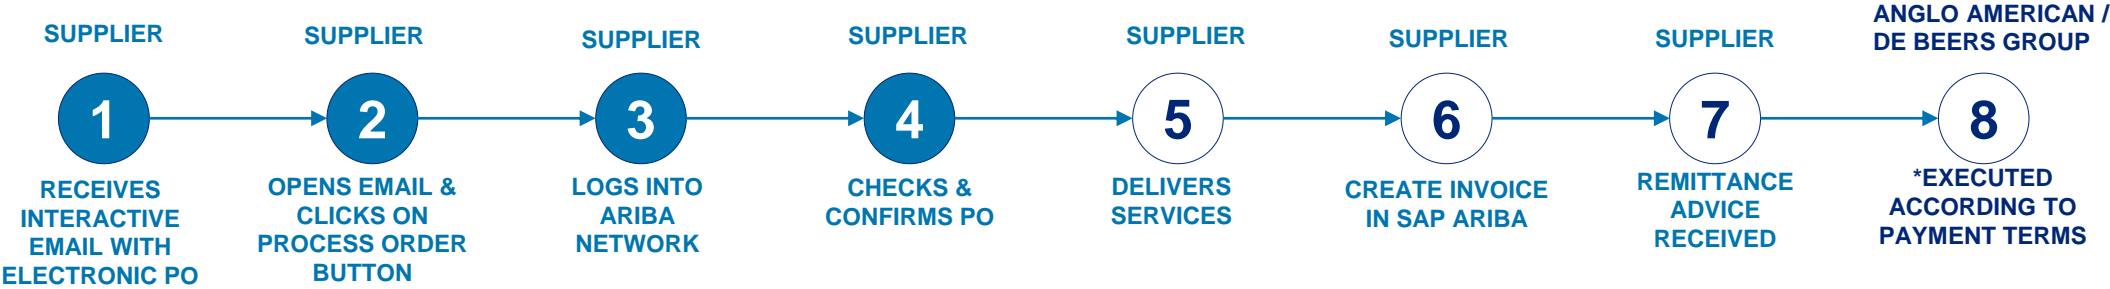 SUPPLIER
1
RECEIVES
INTERACTIVE
EMAIL WITH
ELECTRONIC PO
SUPPLIER
2
OPENS EMAIL &
CLICKS ON
PROCESS ORDER
BUTTON
SUPPLIER
3
LOGS INTO
ARIBA
NETWORK
SUPPLIER
4
CHECKS &
CONFIRMS PO
SUPPLIER
5
DELIVERS
SERVICES
SUPPLIER
6
CREATE INVOICE
IN SAP ARIBA
SUPPLIER
7
REMITTANCE
ADVICE
RECEIVED
ANGLO AMERICAN /
DE BEERS GROUP
8
*EXECUTED
ACCORDING TO
PAYMENT TERMS